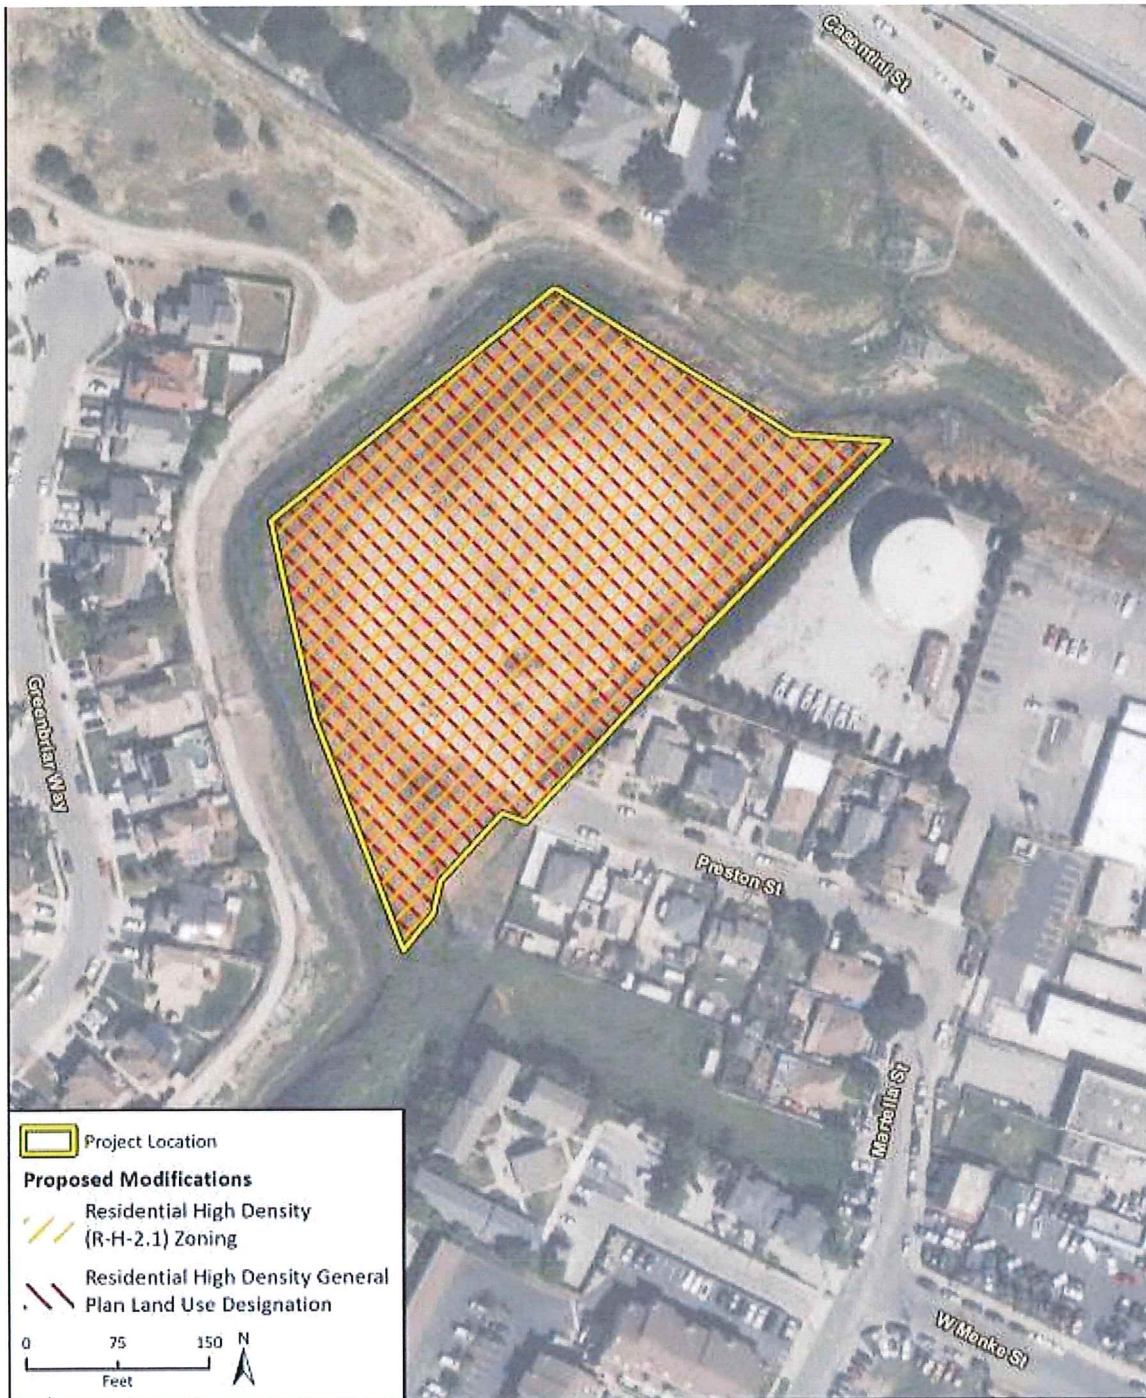 Casentini St
Greenbriar Way
Preston St
Martella St
W Menke St
Project Location
Proposed Modifications
Residential High Density
(R-H-2.1) Zoning
Residential High Density General
Plan Land Use Designation
0 75 150 N
Feet